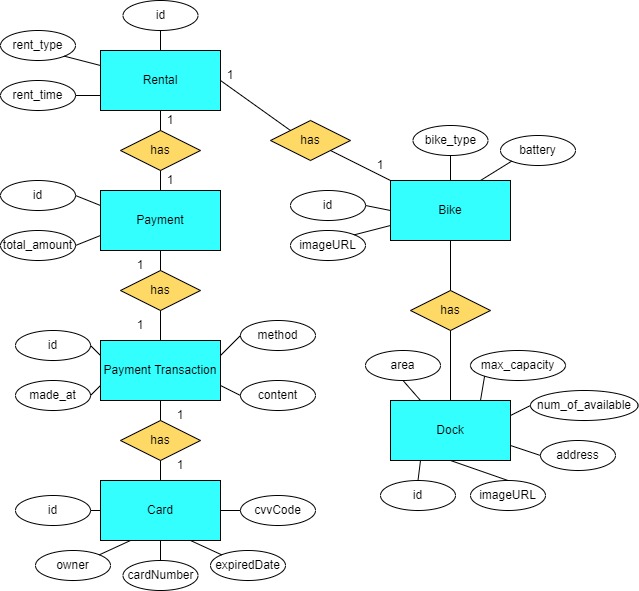 id
rent_type
Rental
1
rent_time
1
has
has
bike_type
battery
1
1
id
Payment
id
Bike
total_amount
imageURL
1
has
has
1
method
id
Payment Transaction
area
max_capacity
made_at
content
num_of_available
1
Dock
has
address
1
id
imageURL
id
Card
cvvCode
owner
cardNumber
expiredDate